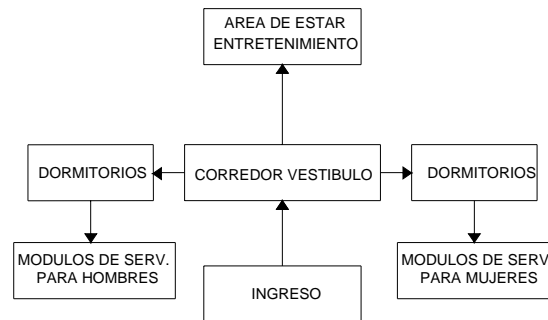 AREA DE ESTAR
ENTRETENIMIENTO
DORMITORIOS
CORREDOR VESTIBULO
DORMITORIOS
MODULOS DE SERV.
PARA HOMBRES
MODULOS DE SERV.
PARA MUJERES
INGRESO